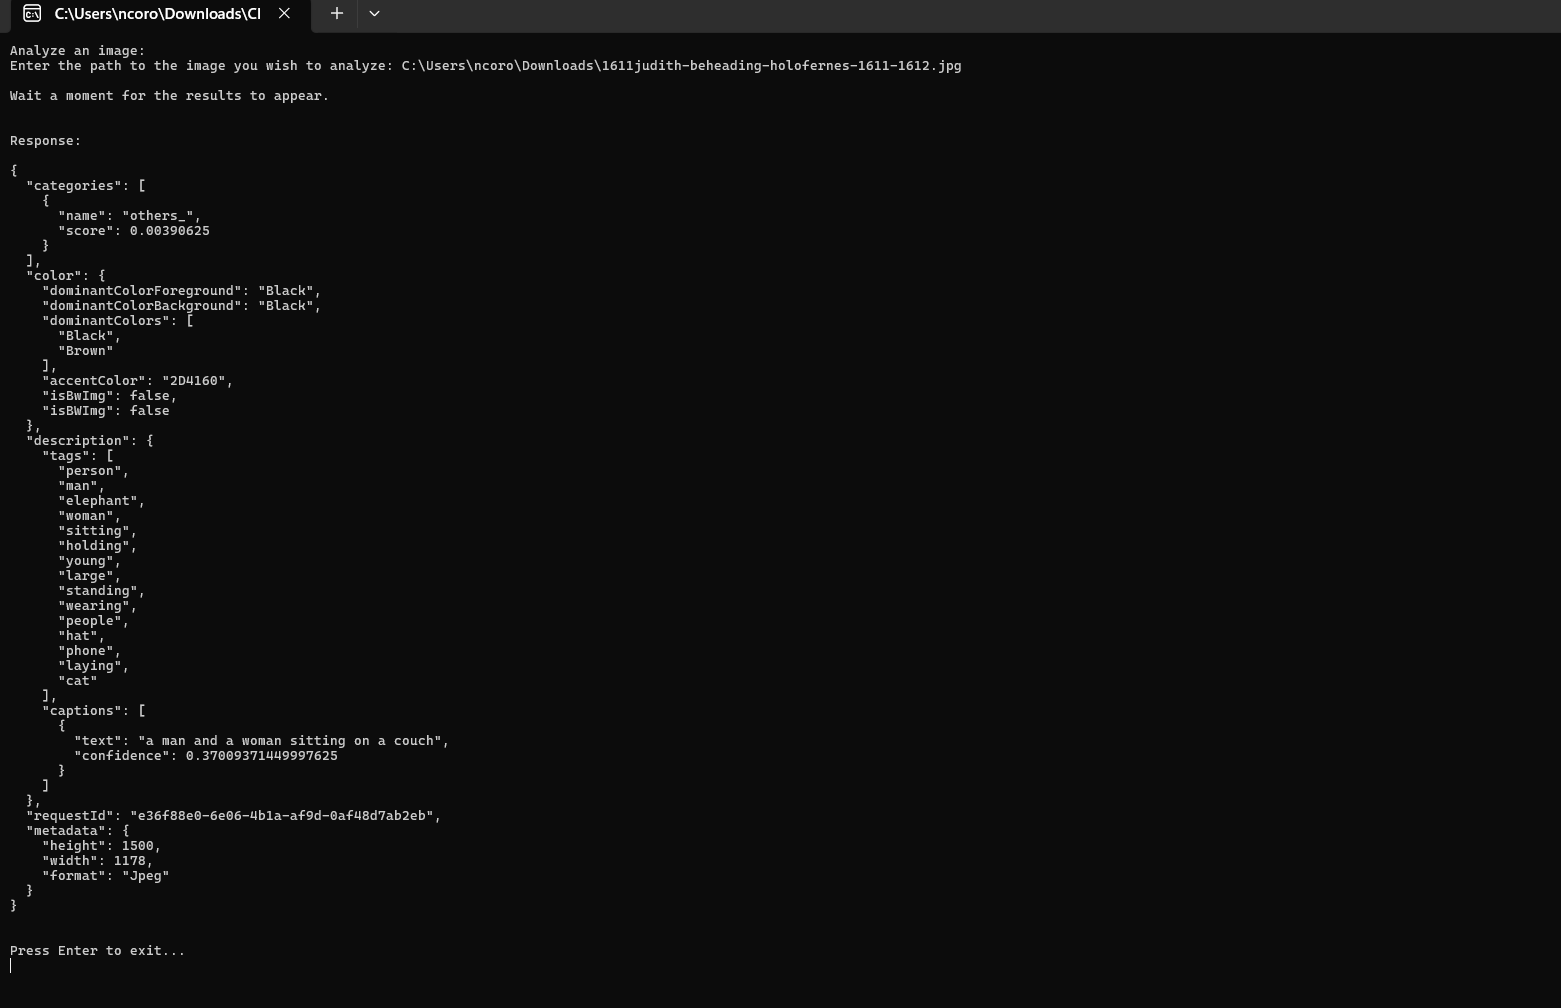 C:\Users\ncoro\Downloads\Cl
Analyze an image:
Enter the path to the image you wish to analyze: C:\Users\ncoro\Downloads\1611judith-beheading-holofernes-1611-1612.jpg
Wait a moment for the results to appear.
Response:
{
  "categories": [
    {
      "name": "others_",
      "score": 0.00390625
    }
  ],
  "color": {
    "dominantColorForeground": "Black",
    "dominantColorBackground": "Black",
    "dominantColors": [
      "Black",
      "Brown"
    ],
    "accentColor": "2D4160",
    "isBwImg": false,
    "isBWImg": false
  },
  "description": {
    "tags": [
      "person",
      "man",
      "elephant",
      "woman",
      "sitting",
      "holding",
      "young",
      "large",
      "standing",
      "wearing",
      "people",
      "hat",
      "phone",
      "laying",
      "cat"
    ],
    "captions": [
      {
        "text": "a man and a woman sitting on a couch",
        "confidence": 0.37009371449997625
      }
    ]
  },
  "requestId": "e36f88e0-6e06-4b1a-af9d-0af48d7ab2eb",
  "metadata": {
    "height": 1500,
    "width": 1178,
    "format": "Jpeg"
  }
}
Press Enter to exit...